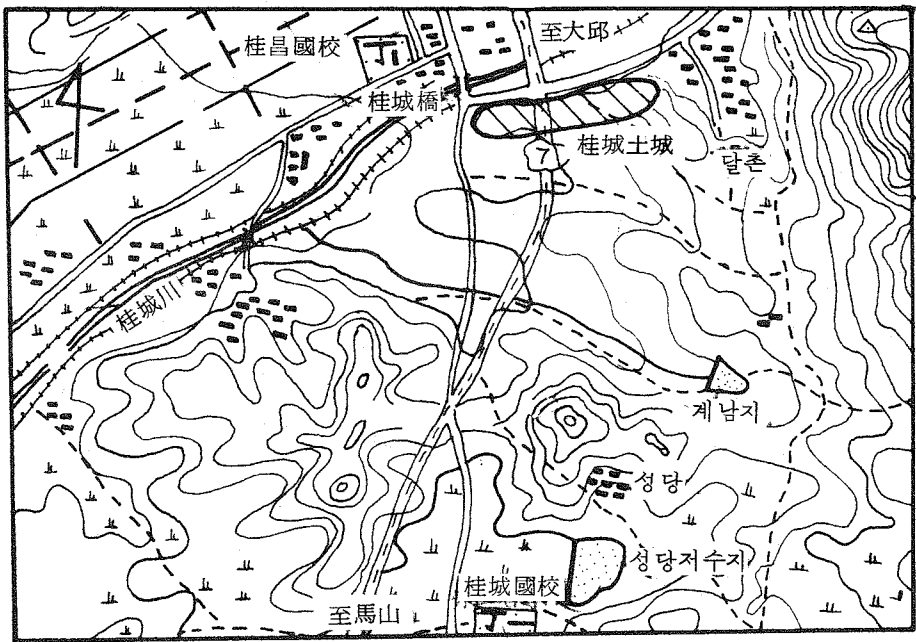 至大邱
桂昌國校
桂城橋
桂城土城
7
달촌
桂城川
계남지
성당
성당저수지
桂城國校
至馬山